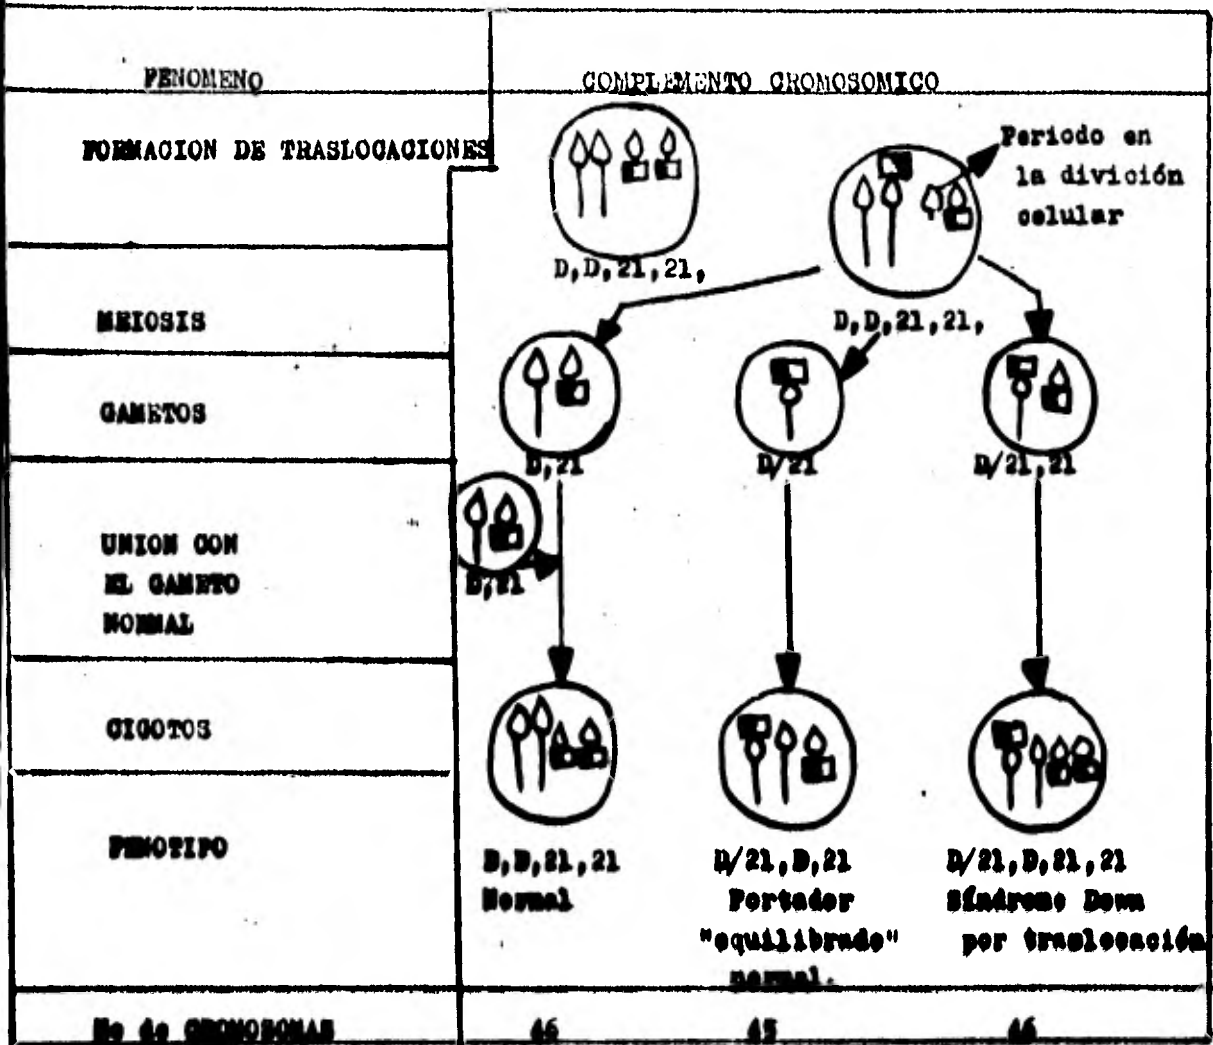 FENOMENO
COMPLEMENTO CROMOSOMICO
FORMACION DE TRASLOCACIONES
Periodo en
la divición
celular
D,D,21,21,
MEIOSIS
D,D,21,21,
GAMETOS
D,21
D/21
D/21,21
UNION CON
EL GAMETO
NORMAL
D,21
CIGOTOS
FENOTIPO
D,D,21,21
D/21,D,21
D/21,D,21,21
Normal
Portador
Síndrome Down
"equilibrado"
por traslocación
normal.
No de CROMOSOMAS
46
45
46